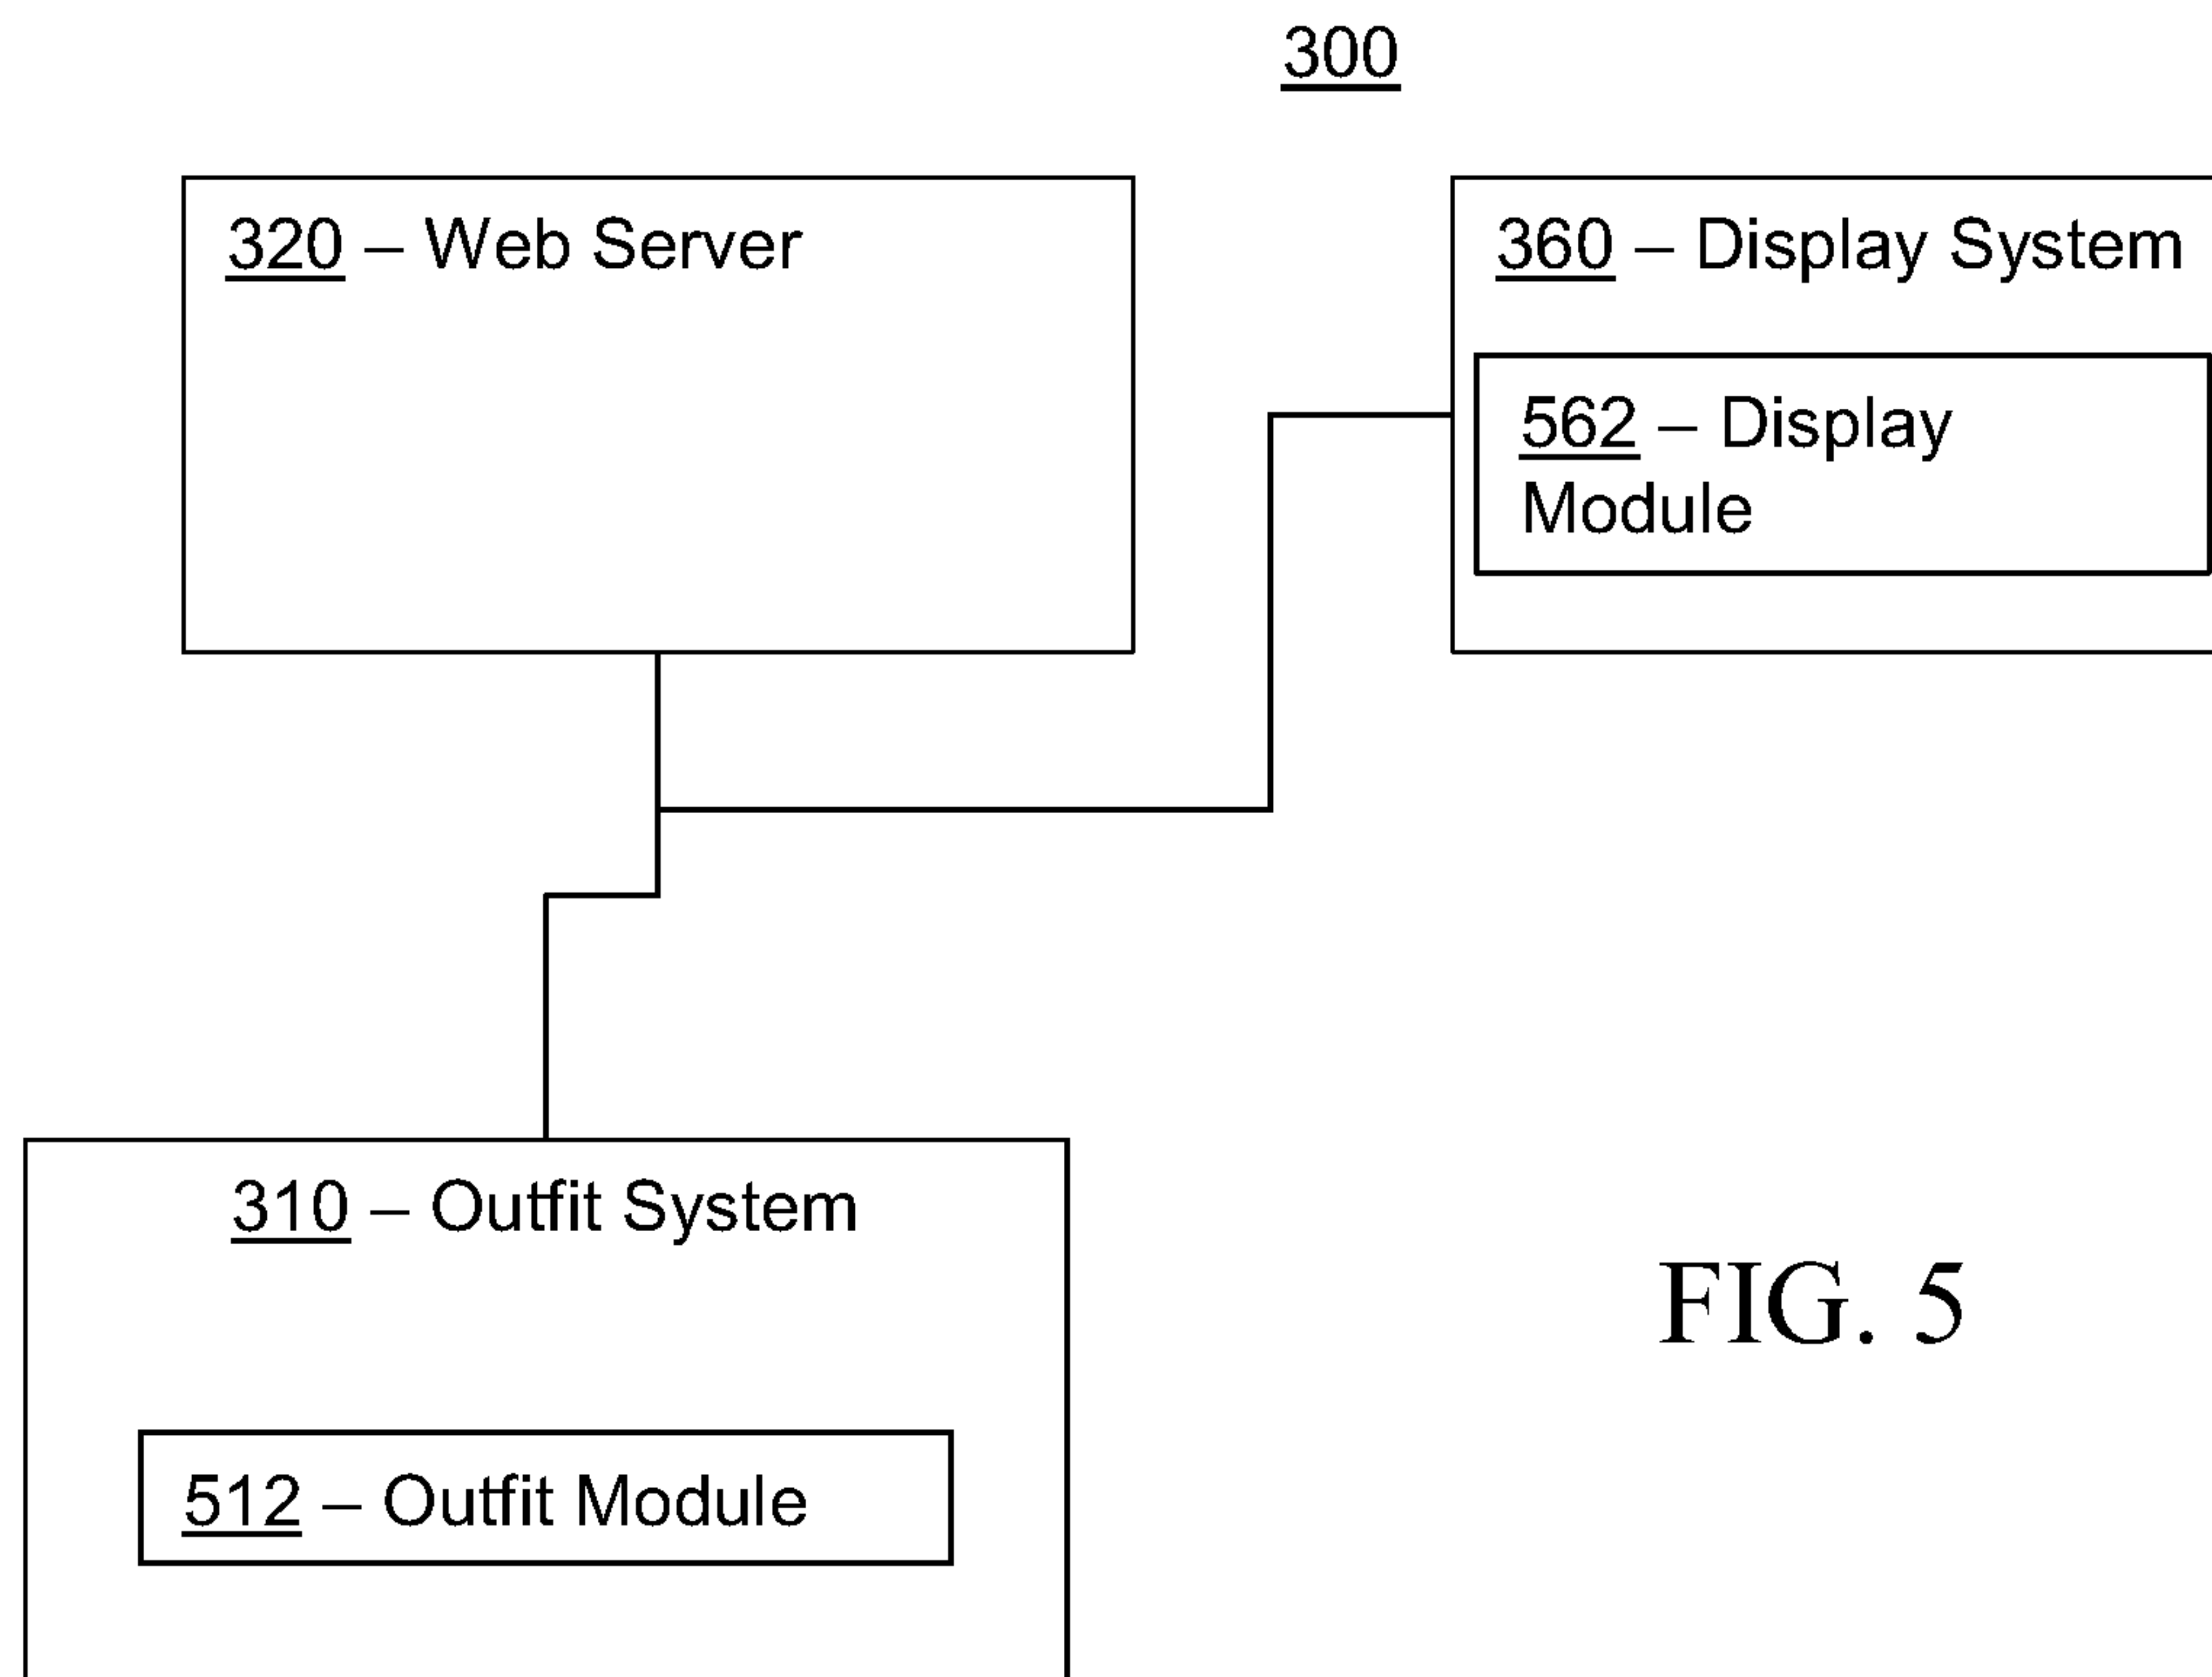 300
320 – Web Server
360 – Display System
562 – Display
Module
310 – Outfit System
512 – Outfit Module
FIG. 5